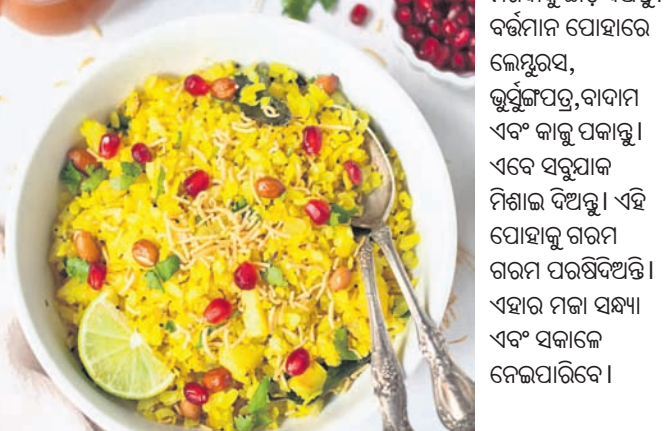 ବର୍ତ୍ତମାନ ପୋହାରେ
ଲେମ୍ବୁରସ,
ଭୁର୍ସୁଙ୍ଗପତ୍ର,ବାଦାମ
ଏବଂ କାଜୁ ପକାନ୍ତୁ।
ଏବେ ସବୁଯାକ
ମିଶାଇ ଦିଅନ୍ତୁ। ଏହି
ପୋହାକୁ ଗରମ
ଗରମ ପରଷିଦିଅନ୍ତି।
ଏହାର ମଜା ସନ୍ଧ୍ୟା
ଏବଂ ସକାଳେ
ନେଇପାରିବେ।